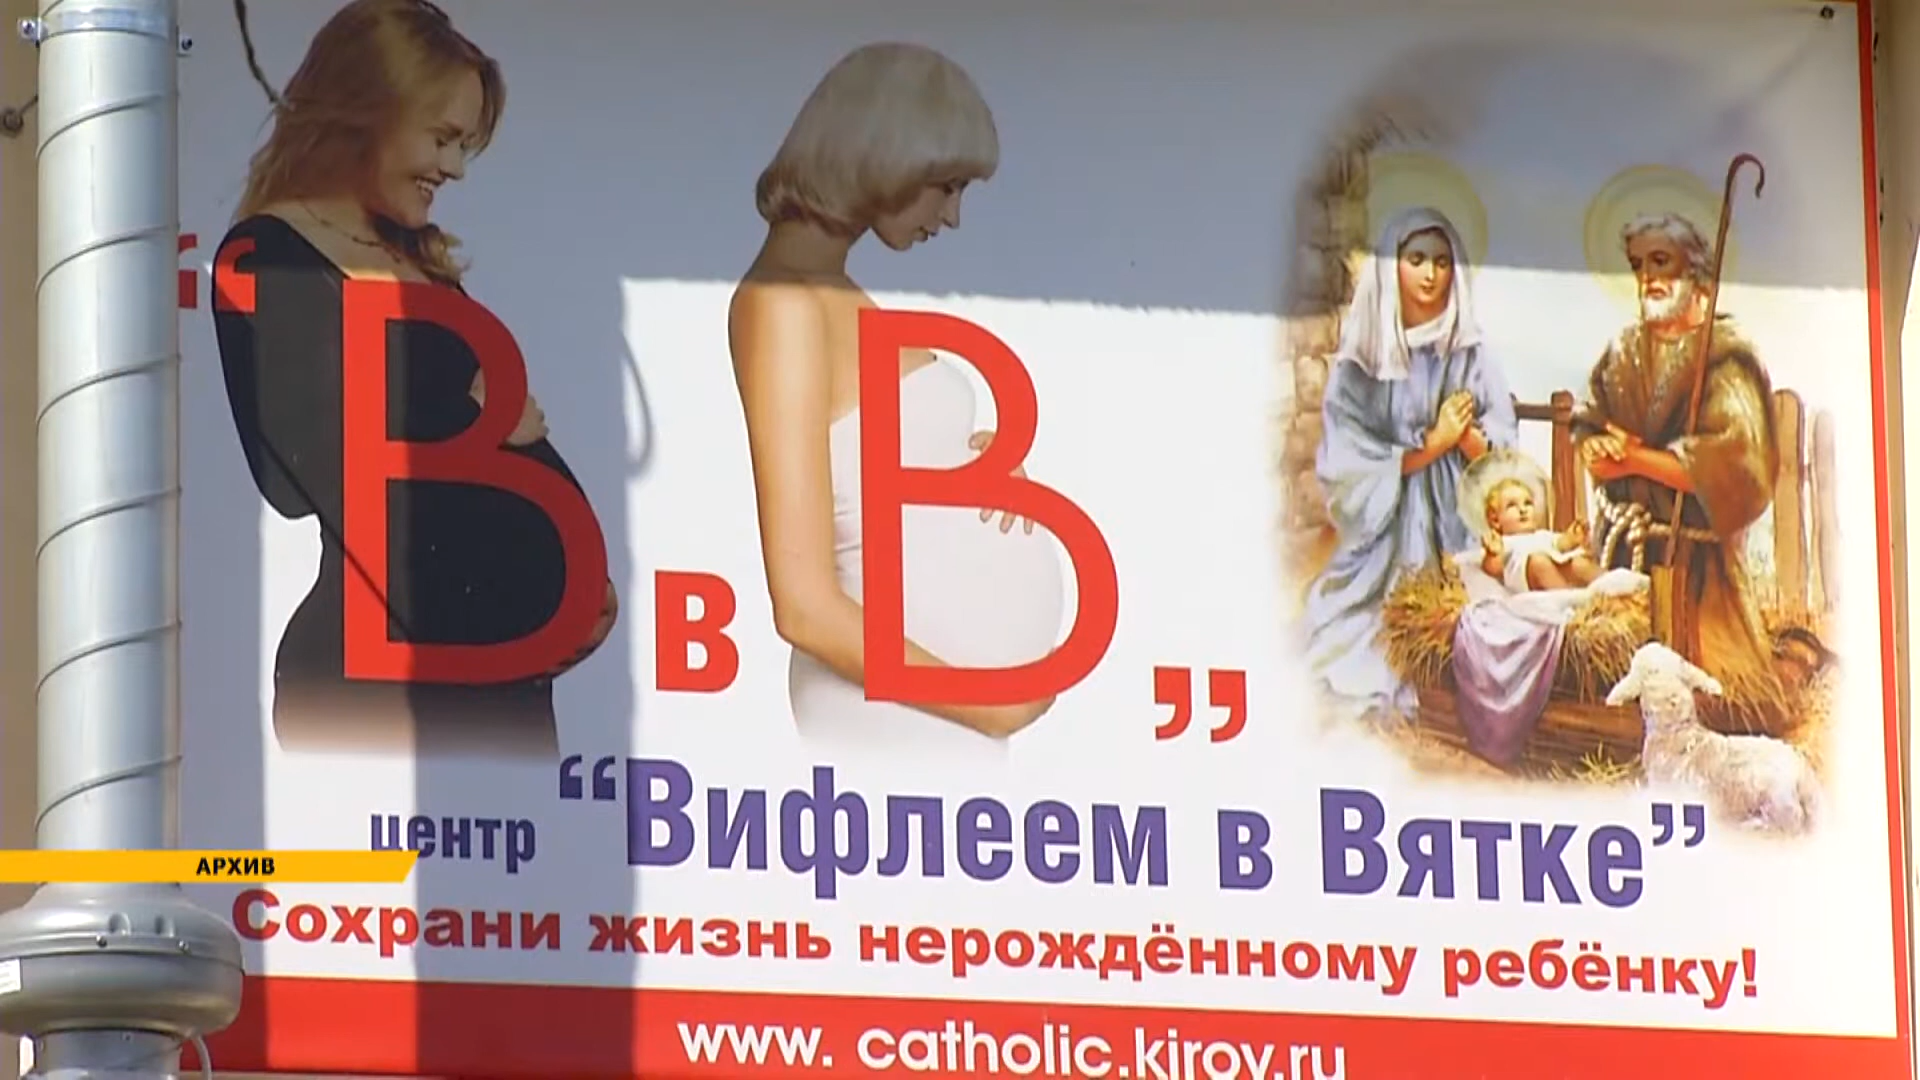 “В в В”
центр “Вифлеем в Вятке”
АРХИВ
Сохрани жизнь нерождённому ребёнку!
www. catholic.kirov.ru